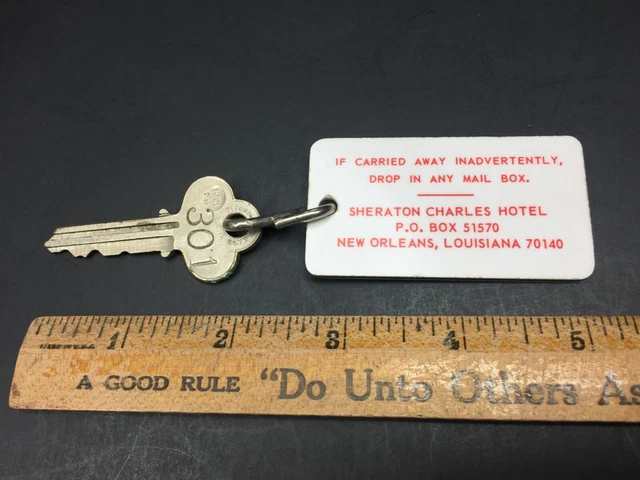 IF CARRIED AWAY INADVERTENTLY,
DROP IN ANY MAIL BOX.
SHERATON CHARLES HOTEL
P.O. BOX 51570
NEW ORLEANS, LOUISIANA 70140
301
1 2 3 4 5
A GOOD RULE "Do Unto Others As